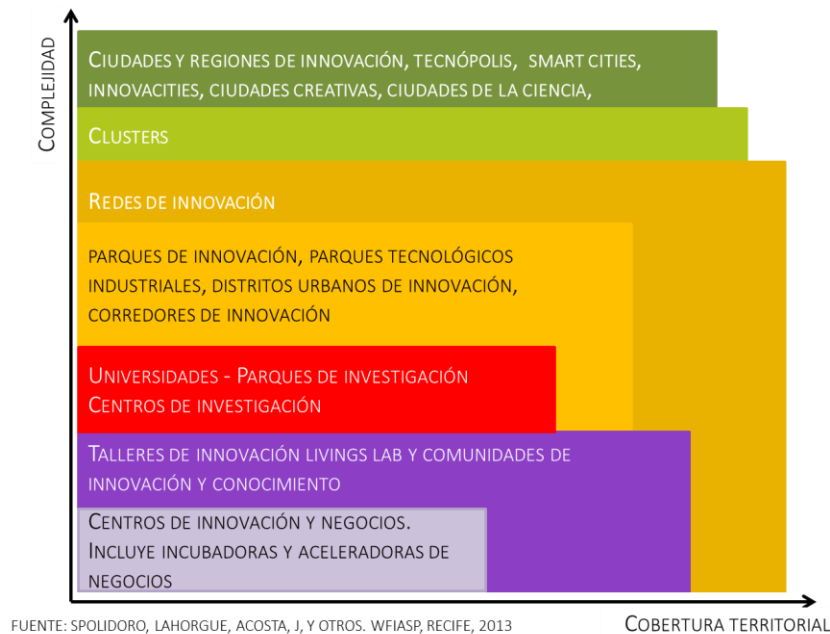 COMPLEJIDAD
CIUDADES Y REGIONES DE INNOVACIÓN, TECNÓPOLIS, SMART CITIES,
INNOVACITIES, CIUDADES CREATIVAS, CIUDADES DE LA CIENCIA,
CLUSTERS
REDES DE INNOVACIÓN
PARQUES DE INNOVACIÓN, PARQUES TECNOLÓGICOS
INDUSTRIALES, DISTRITOS URBANOS DE INNOVACIÓN,
CORREDORES DE INNOVACIÓN
UNIVERSIDADES - PARQUES DE INVESTIGACIÓN
CENTROS DE INVESTIGACIÓN
TALLERES DE INNOVACIÓN LIVINGS LAB Y COMUNIDADES DE
INNOVACIÓN Y CONOCIMIENTO
CENTROS DE INNOVACIÓN Y NEGOCIOS.
INCLUYE INCUBADORAS Y ACELERADORAS DE
NEGOCIOS
FUENTE: SPOLIDORO, LAHORGUE, ACOSTA, J, Y OTROS. WFIASP, RECIFE, 2013
COBERTURA TERRITORIAL